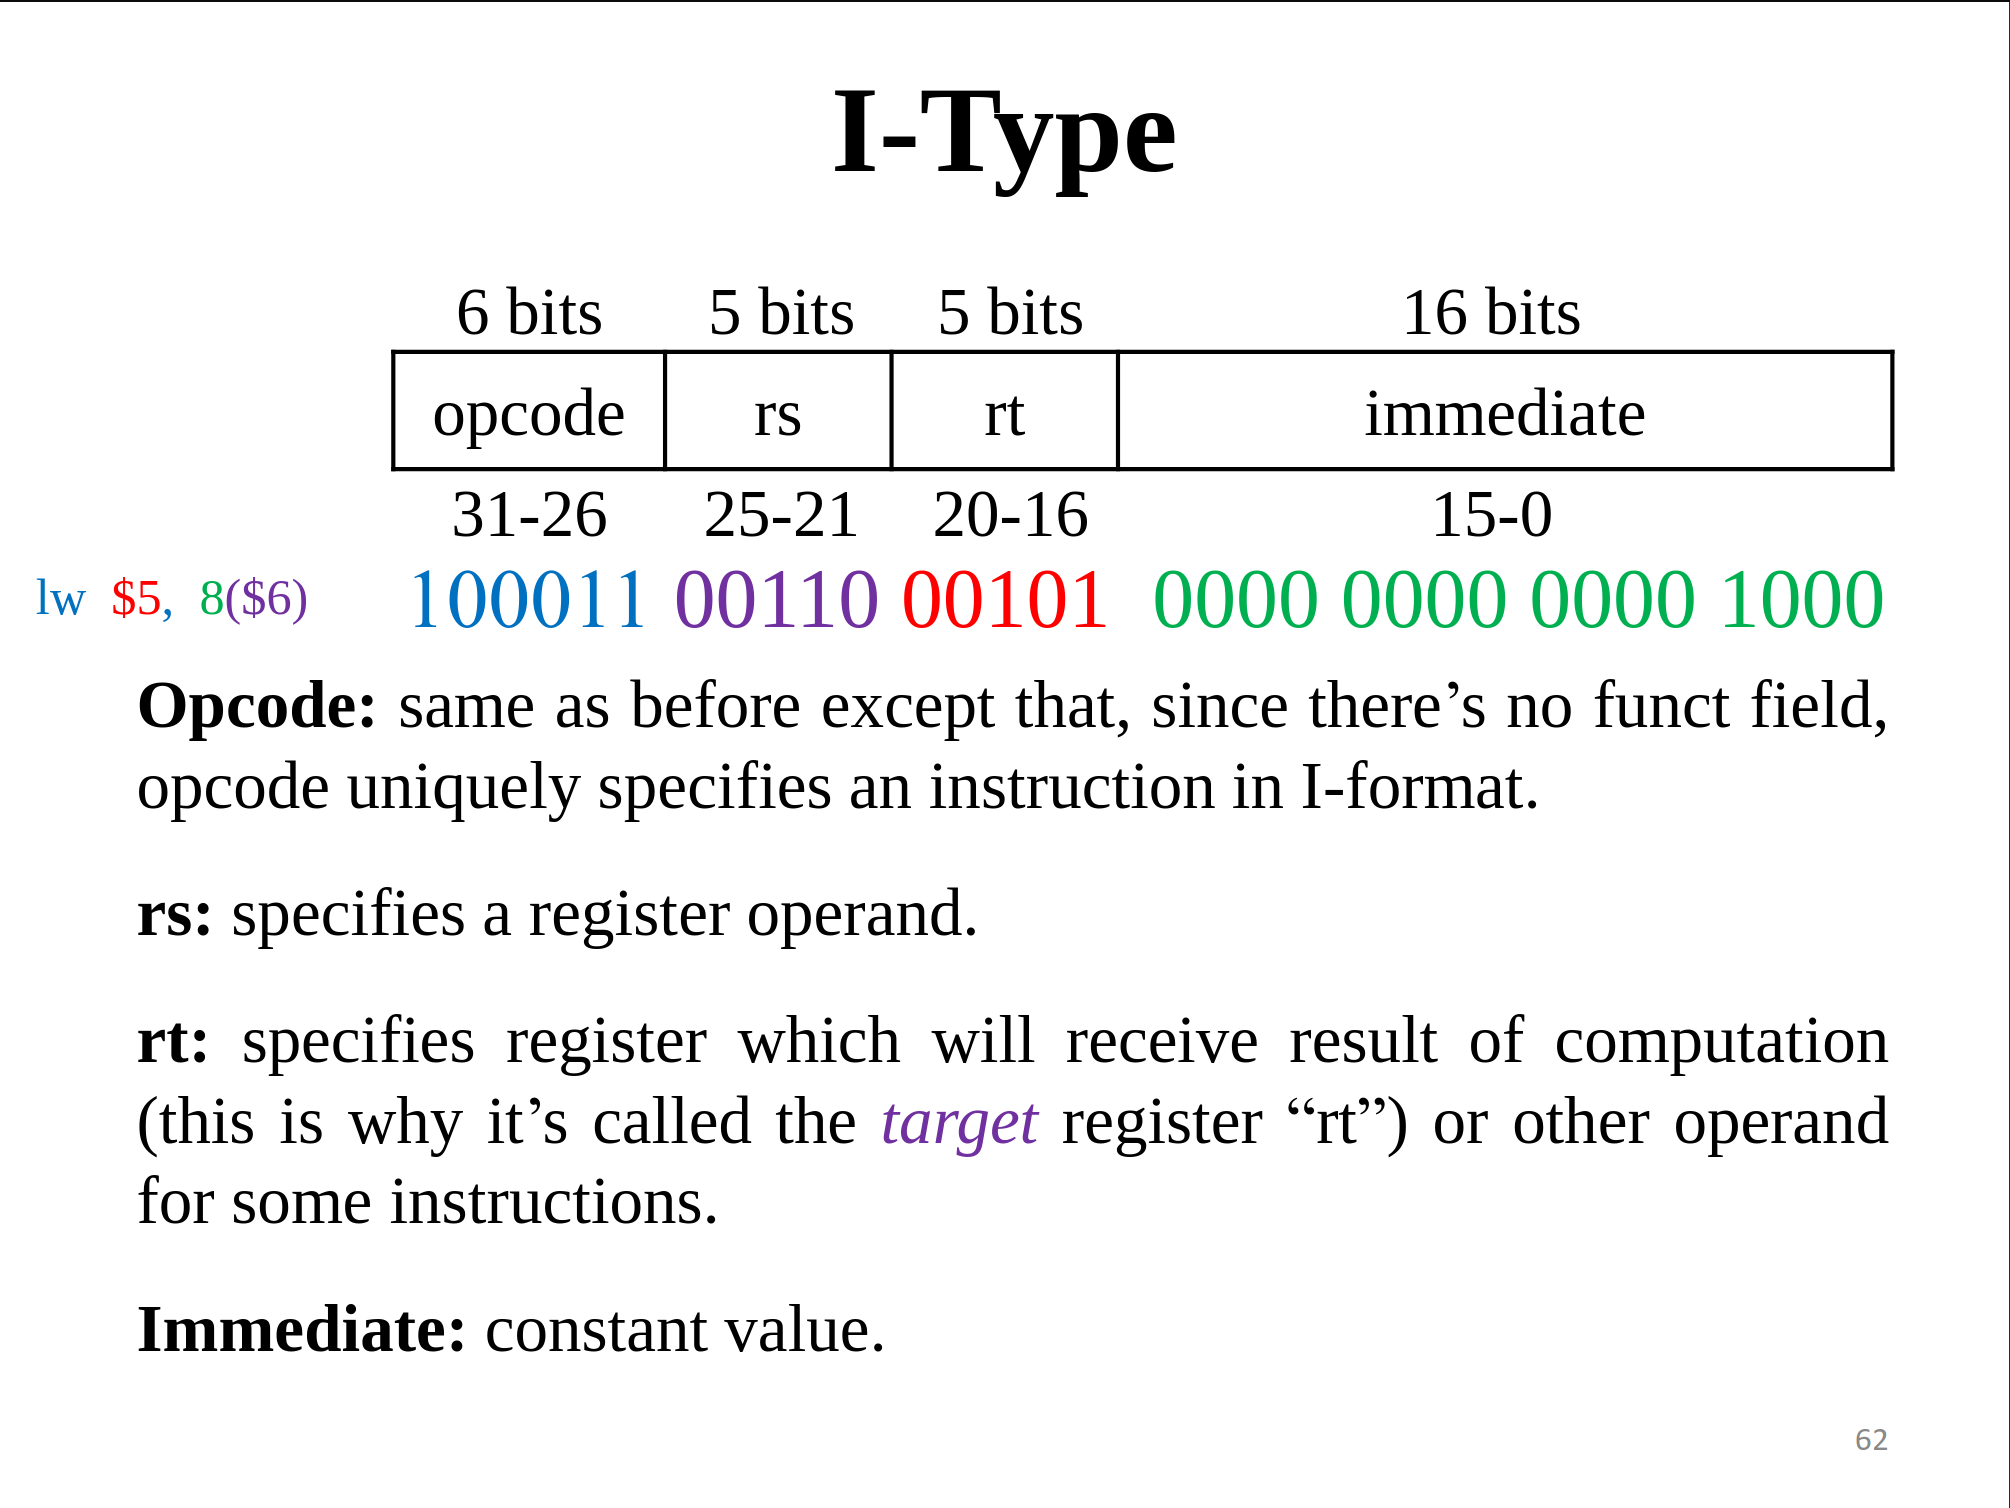 I-Type
6 bits 5 bits 5 bits 16 bits
opcode rs rt immediate
31-26 25-21 20-16 15-0
lw $5, 8($6) 100011 00110 00101 0000 0000 0000 1000
Opcode: same as before except that, since there’s no funct field,
opcode uniquely specifies an instruction in I-format.
rs: specifies a register operand.
rt: specifies register which will receive result of computation
(this is why it’s called the target register “rt”) or other operand
for some instructions.
Immediate: constant value.
62